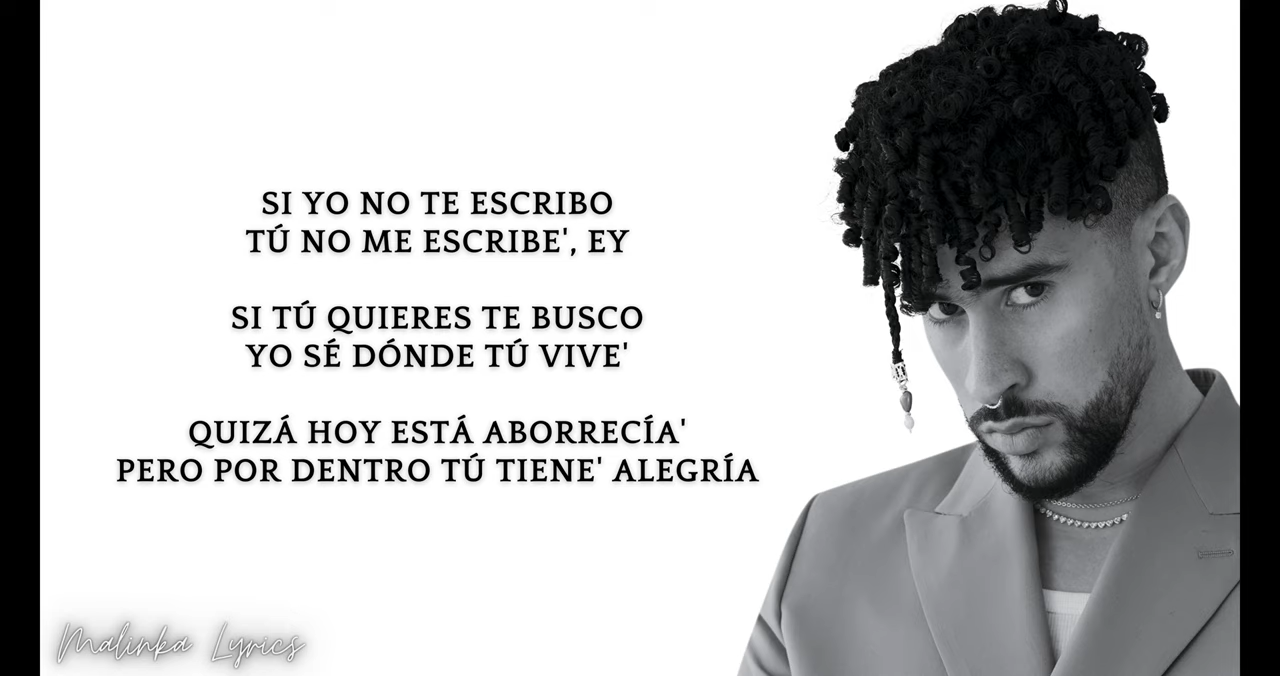 SI YO NO TE ESCRIBO
TÚ NO ME ESCRIBE', EY
SI TÚ QUIERES TE BUSCO
YO SÉ DÓNDE TÚ VIVE'
QUIZÁ HOY ESTÁ ABORRECÍA'
PERO POR DENTRO TÚ TIENE' ALEGRÍA
Malinka Lyrics